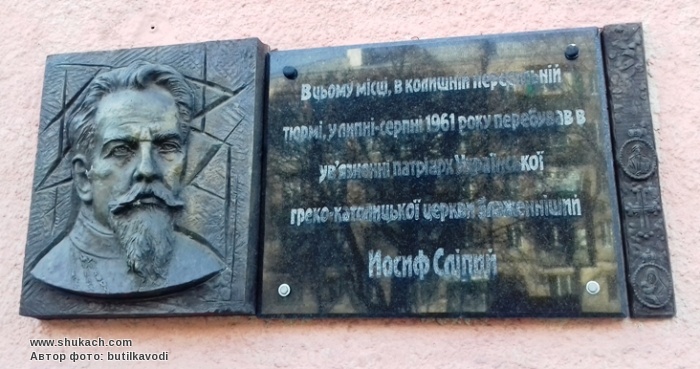 В цьому місці, в колишній пересильній
тюрмі, у липні-серпні 1961 року перебував в
ув'язненні патріарх Української
греко-католицької церкви блаженніший
Йосиф Сліпий
www.shukach.com
Автор фото: butilkavodi